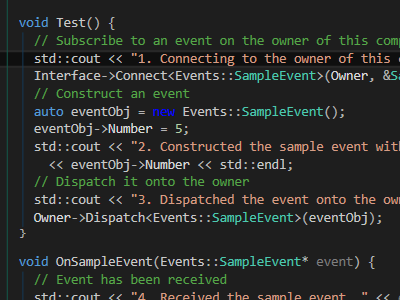 void Test() {
// Subscribe to an event on the owner of this
std::cout << "1. Connecting to the owner of this
Interface->Connect<Events::SampleEvent>(Owner,
// Construct an event
auto eventObj = new Events::SampleEvent();
eventObj->Number = 5;
std::cout << "2. Constructed the sample event
<< eventObj->Number << std::endl;
// Dispatch it onto the owner
std::cout << "3. Dispatched the event onto the
Owner->Dispatch<Events::SampleEvent>(eventObj);
}
void OnSampleEvent(Events::SampleEvent* event) {
// Event has been received
std::cout << "4. Received the sample event, " <<